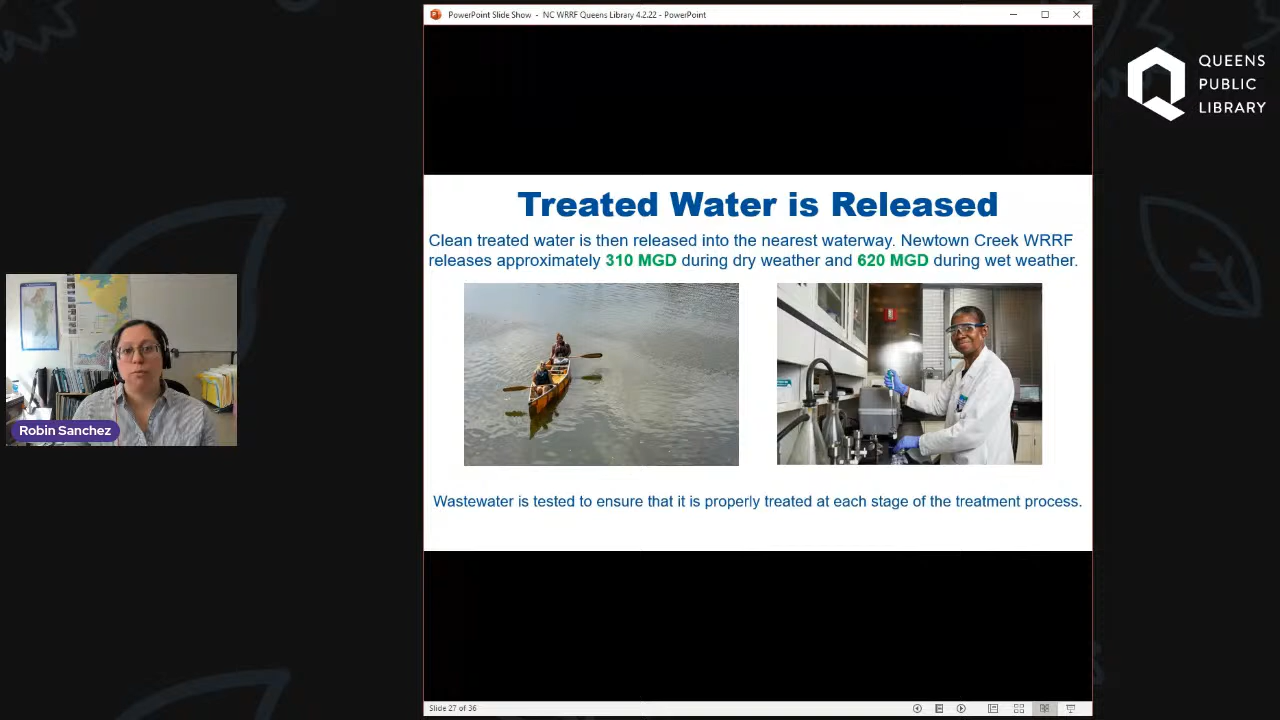 PowerPoint Slide Show - NC WRRF Queens Library 4.2.22 - PowerPoint
QUEENS
PUBLIC
LIBRARY
Treated Water is Released
Clean treated water is then released into the nearest waterway. Newtown Creek WRRF
releases approximately 310 MGD during dry weather and 620 MGD during wet weather.
Robin Sanchez
Wastewater is tested to ensure that it is properly treated at each stage of the treatment process.
Slide 27 of 36